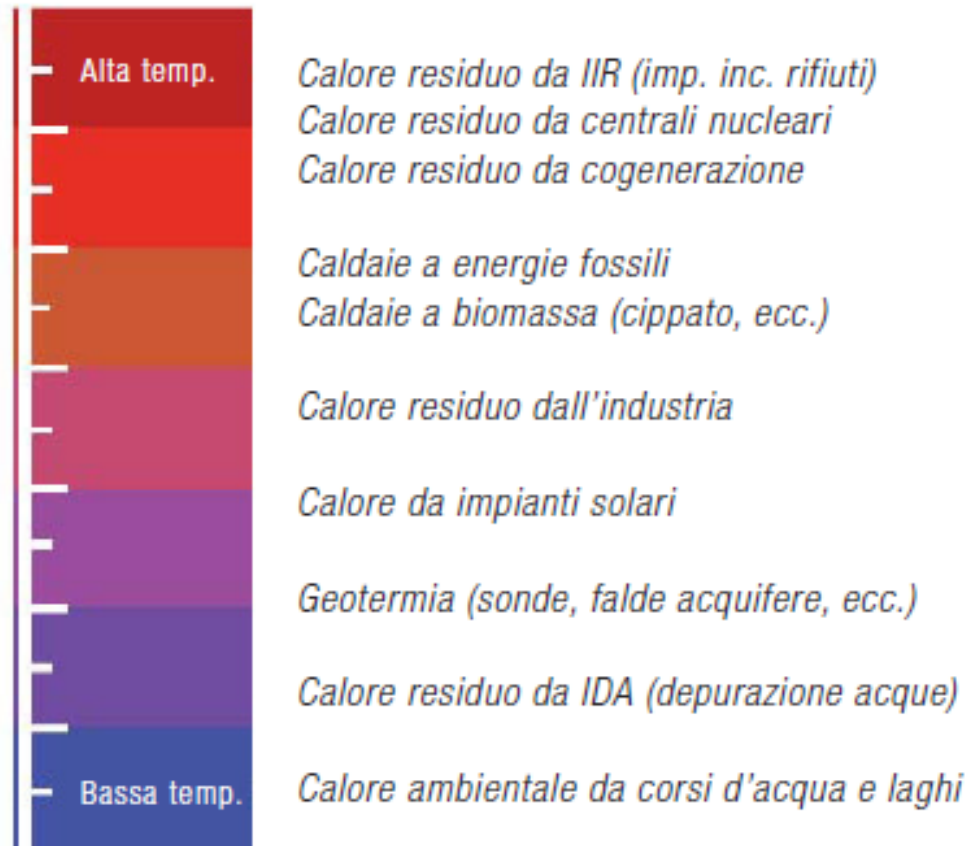 Alta temp.
Calore residuo da IIR (imp. inc. rifiuti)
Calore residuo da centrali nucleari
Calore residuo da cogenerazione
Caldaie a energie fossili
Caldaie a biomassa (cippato, ecc.)
Calore residuo dall'industria
Calore da impianti solari
Geotermia (sonde, falde acquifere, ecc.)
Calore residuo da IDA (depurazione acque)
Bassa temp.
Calore ambientale da corsi d'acqua e laghi